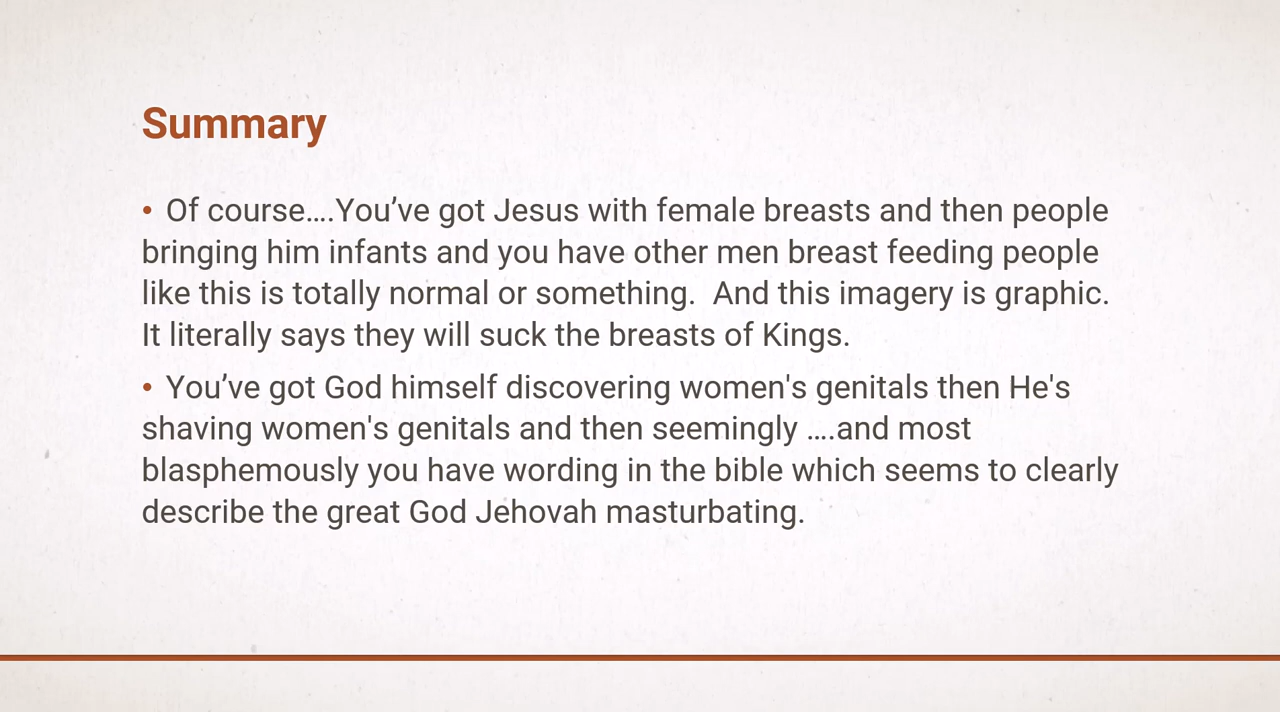 Summary
• Of course....You’ve got Jesus with female breasts and then people
bringing him infants and you have other men breast feeding people
like this is totally normal or something.  And this imagery is graphic.
It literally says they will suck the breasts of Kings.
• You’ve got God himself discovering women's genitals then He's
shaving women's genitals and then seemingly ....and most
blasphemously you have wording in the bible which seems to clearly
describe the great God Jehovah masturbating.